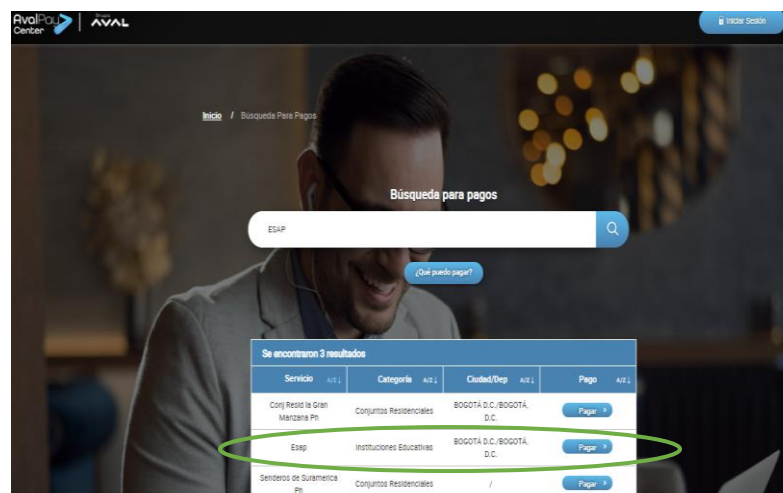 AvalPay
Center
Grupo
AVAL
Iniciar Sesión
Inicio / Búsqueda Para Pagos
Búsqueda para pagos
ESAP
¿Qué puedo pagar?
Se encontraron 3 resultados
Servicio A/Z↓ Categoría A/Z↓ Ciudad/Dep A/Z↓ Pago A/Z↓
Conj Resid la Gran
Manzana Ph
Conjuntos Residenciales
BOGOTÁ D.C./BOGOTÁ,
D.C.
Pagar >
Esap
Instituciones Educativas
BOGOTÁ D.C./BOGOTÁ,
D.C.
Pagar >
Senderos de Suramerica
Ph
Conjuntos Residenciales
/
Pagar >